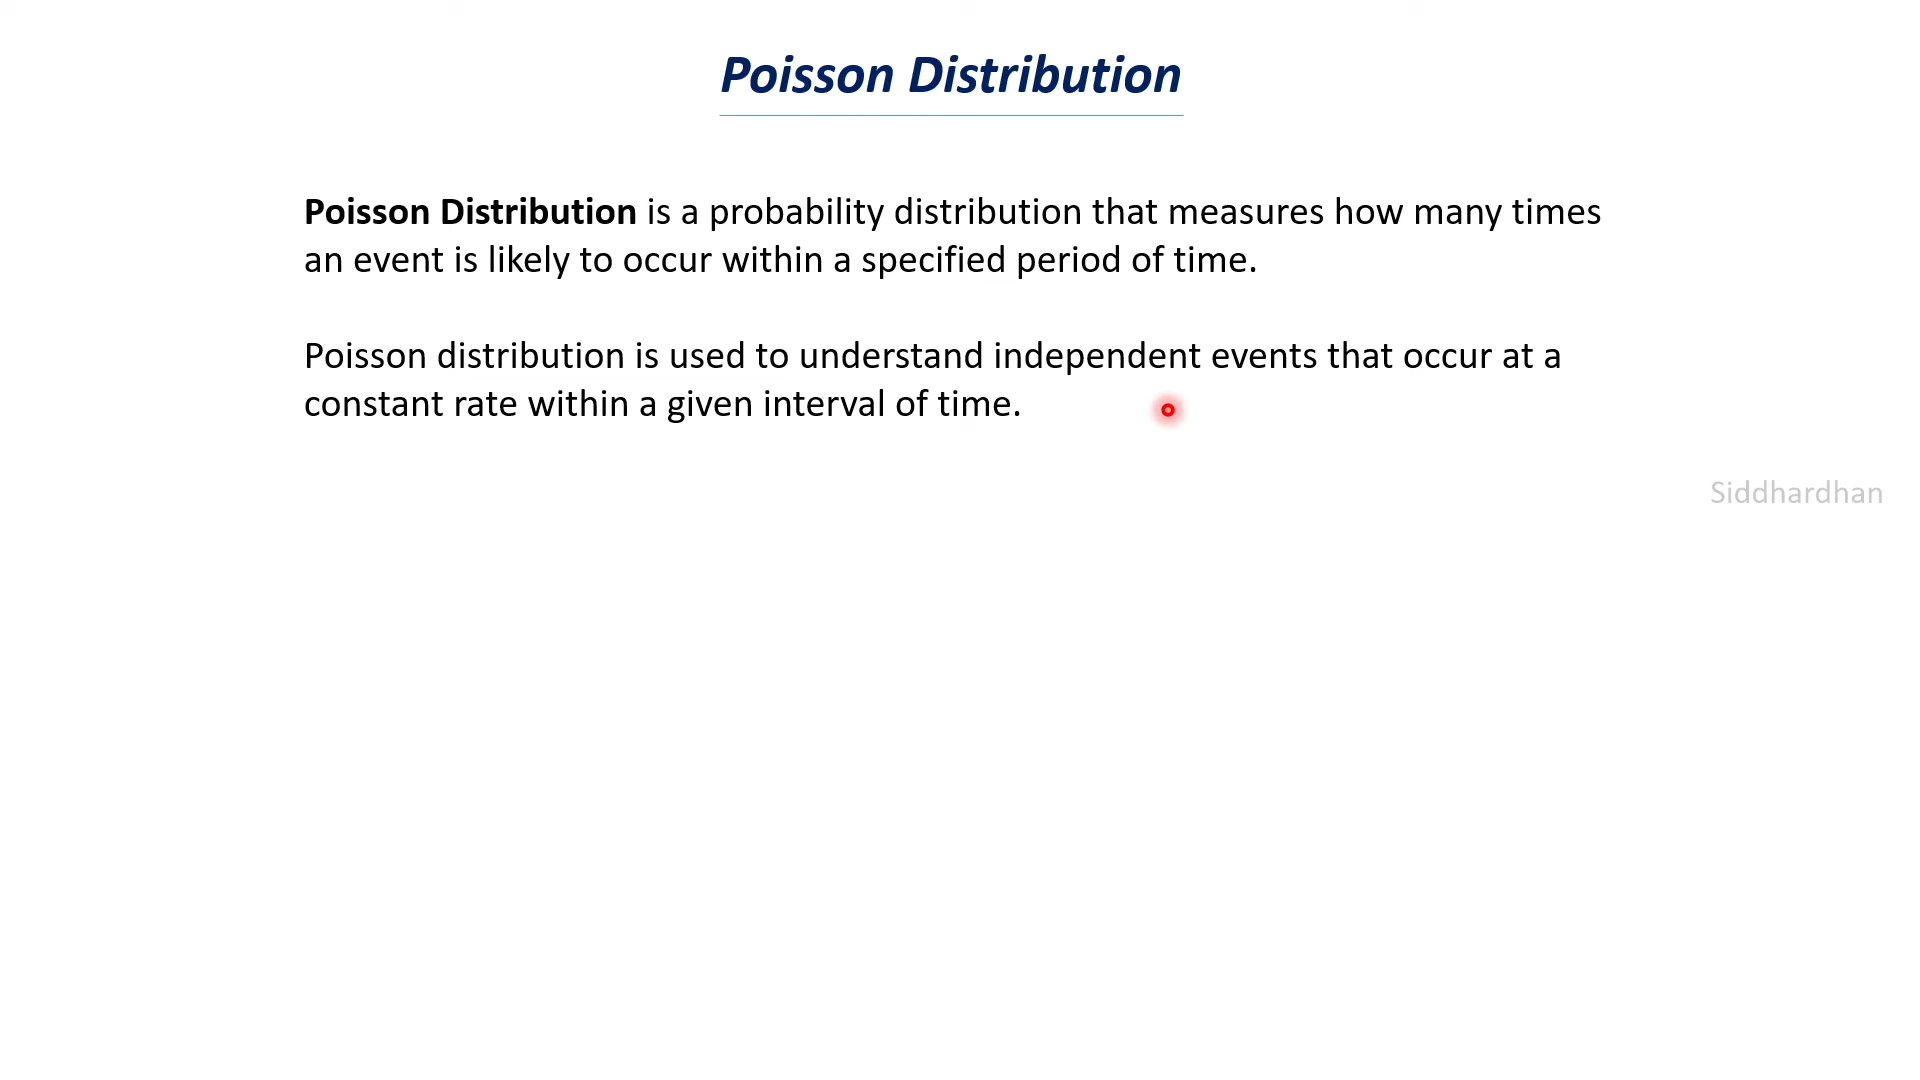 Poisson Distribution
Poisson Distribution is a probability distribution that measures how many times
an event is likely to occur within a specified period of time.
Poisson distribution is used to understand independent events that occur at a
constant rate within a given interval of time.
Siddhardhan